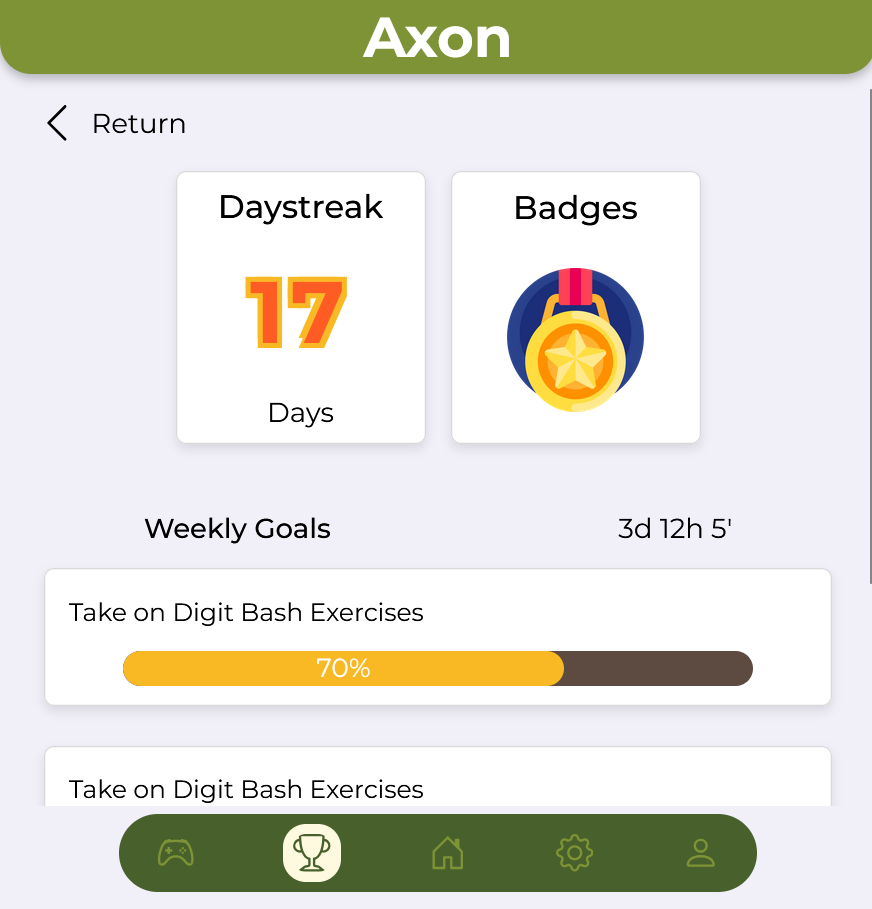 Axon
Return
Daystreak
17
Days
Badges
Weekly Goals
3d 12h 5'
Take on Digit Bash Exercises
70%
Take on Digit Bash Exercises